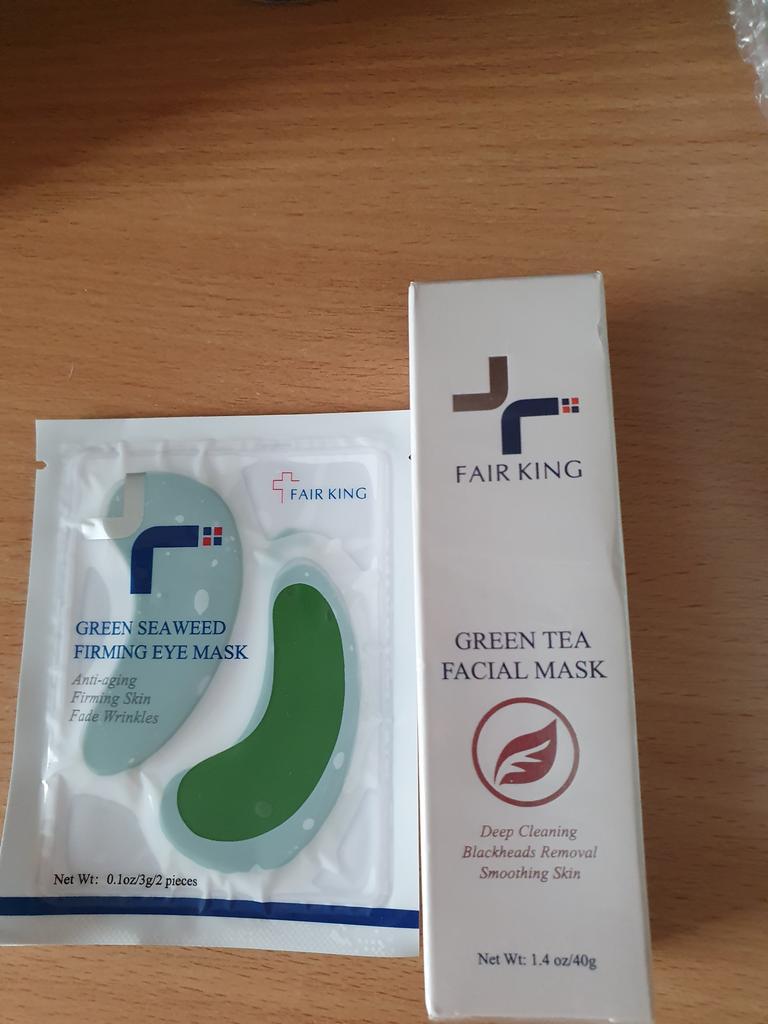 FAIR KING
GREEN SEAWEED
FIRMING EYE MASK
Anti-aging
Firming Skin
Fade Wrinkles
Net Wt: 0.1oz/3g/2 pieces
FAIR KING
GREEN TEA
FACIAL MASK
Deep Cleaning
Blackheads Removal
Smoothing Skin
Net Wt: 1.4 oz/40g